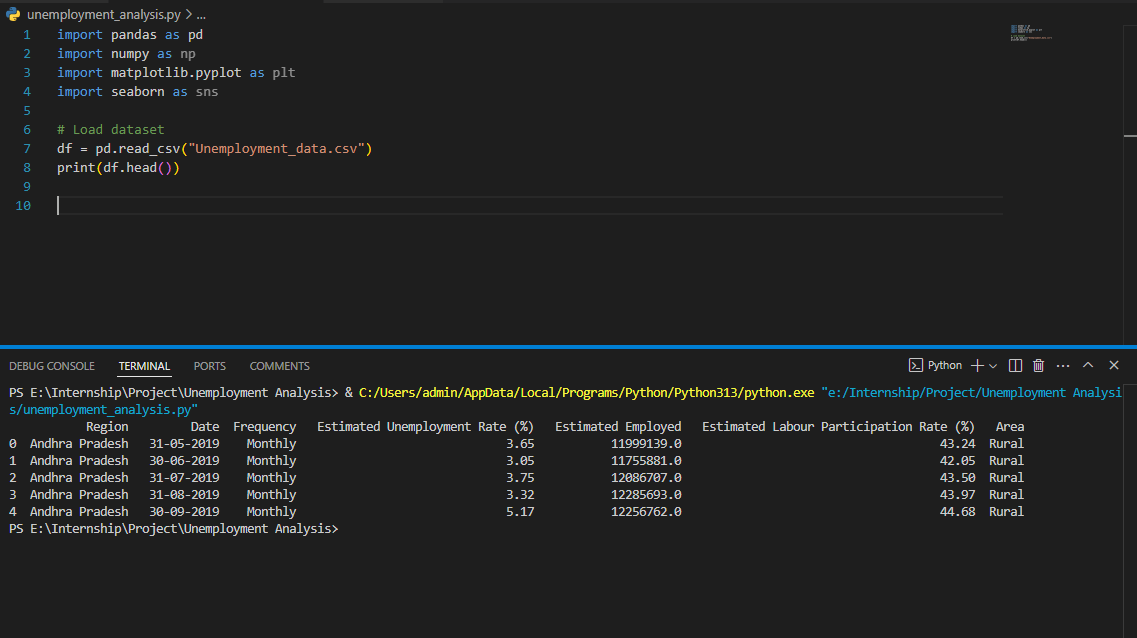 unemployment_analysis.py > ...
1 import pandas as pd
2 import numpy as np
3 import matplotlib.pyplot as plt
4 import seaborn as sns
5
6 # Load dataset
7 df = pd.read_csv("Unemployment_data.csv")
8 print(df.head())
9
10
DEBUG CONSOLE TERMINAL PORTS COMMENTS Python
PS E:\Internship\Project\Unemployment Analysis> & C:/Users/admin/AppData/Local/Programs/Python/Python313/python.exe "e:/Internship/Project/Unemployment Analysi
s/unemployment_analysis.py"
Region Date Frequency Estimated Unemployment Rate (%) Estimated Employed Estimated Labour Participation Rate (%) Area
0 Andhra Pradesh 31-05-2019 Monthly 3.65 11999139.0 43.24 Rural
1 Andhra Pradesh 30-06-2019 Monthly 3.05 11755881.0 42.05 Rural
2 Andhra Pradesh 31-07-2019 Monthly 3.75 12086707.0 43.50 Rural
3 Andhra Pradesh 31-08-2019 Monthly 3.32 12285693.0 43.97 Rural
4 Andhra Pradesh 30-09-2019 Monthly 5.17 12256762.0 44.68 Rural
PS E:\Internship\Project\Unemployment Analysis>